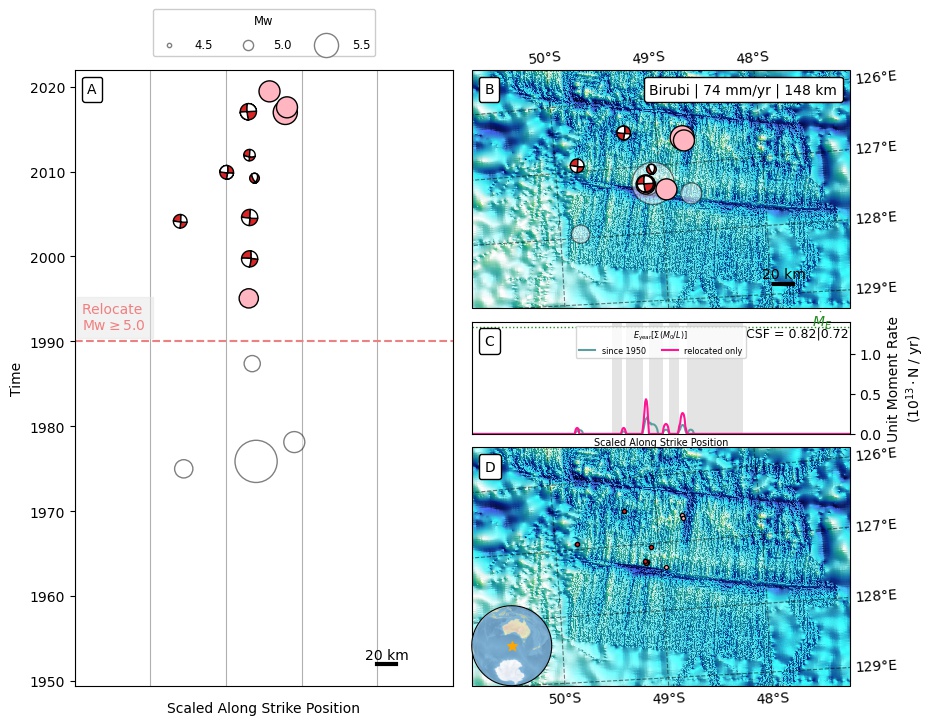 Mw
4.5 5.0 5.5
A
2020
2010
2000
1990
1980
1970
1960
1950
Time
Relocate
Mw ≥ 5.0
20 km
Scaled Along Strike Position
50°S 49°S 48°S
B
Birubi | 74 mm/yr | 148 km
126°E
127°E
128°E
129°E
20 km
C
Ṁ_E
CSF = 0.82|0.72
E_year[Σ(M₀/L)]
since 1950 relocated only
1.0
0.5
0.0
Unit Moment Rate
(10¹³ · N / yr)
Scaled Along Strike Position
D
126°E
127°E
128°E
129°E
50°S 49°S 48°S